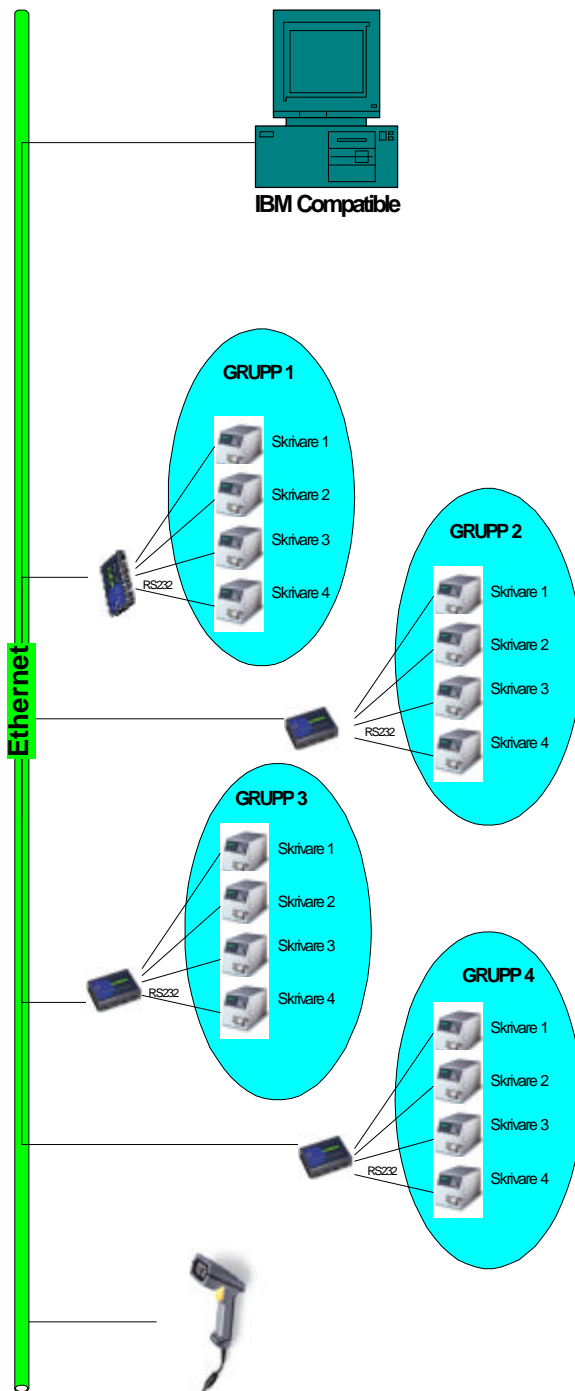 IBM Compatible
GRUPP 1
Skrivare 1
Skrivare 2
Skrivare 3
Skrivare 4
RS232
GRUPP 2
Skrivare 1
Skrivare 2
Skrivare 3
Skrivare 4
RS232
Ethernet
GRUPP 3
Skrivare 1
Skrivare 2
Skrivare 3
Skrivare 4
RS232
GRUPP 4
Skrivare 1
Skrivare 2
Skrivare 3
Skrivare 4
RS232